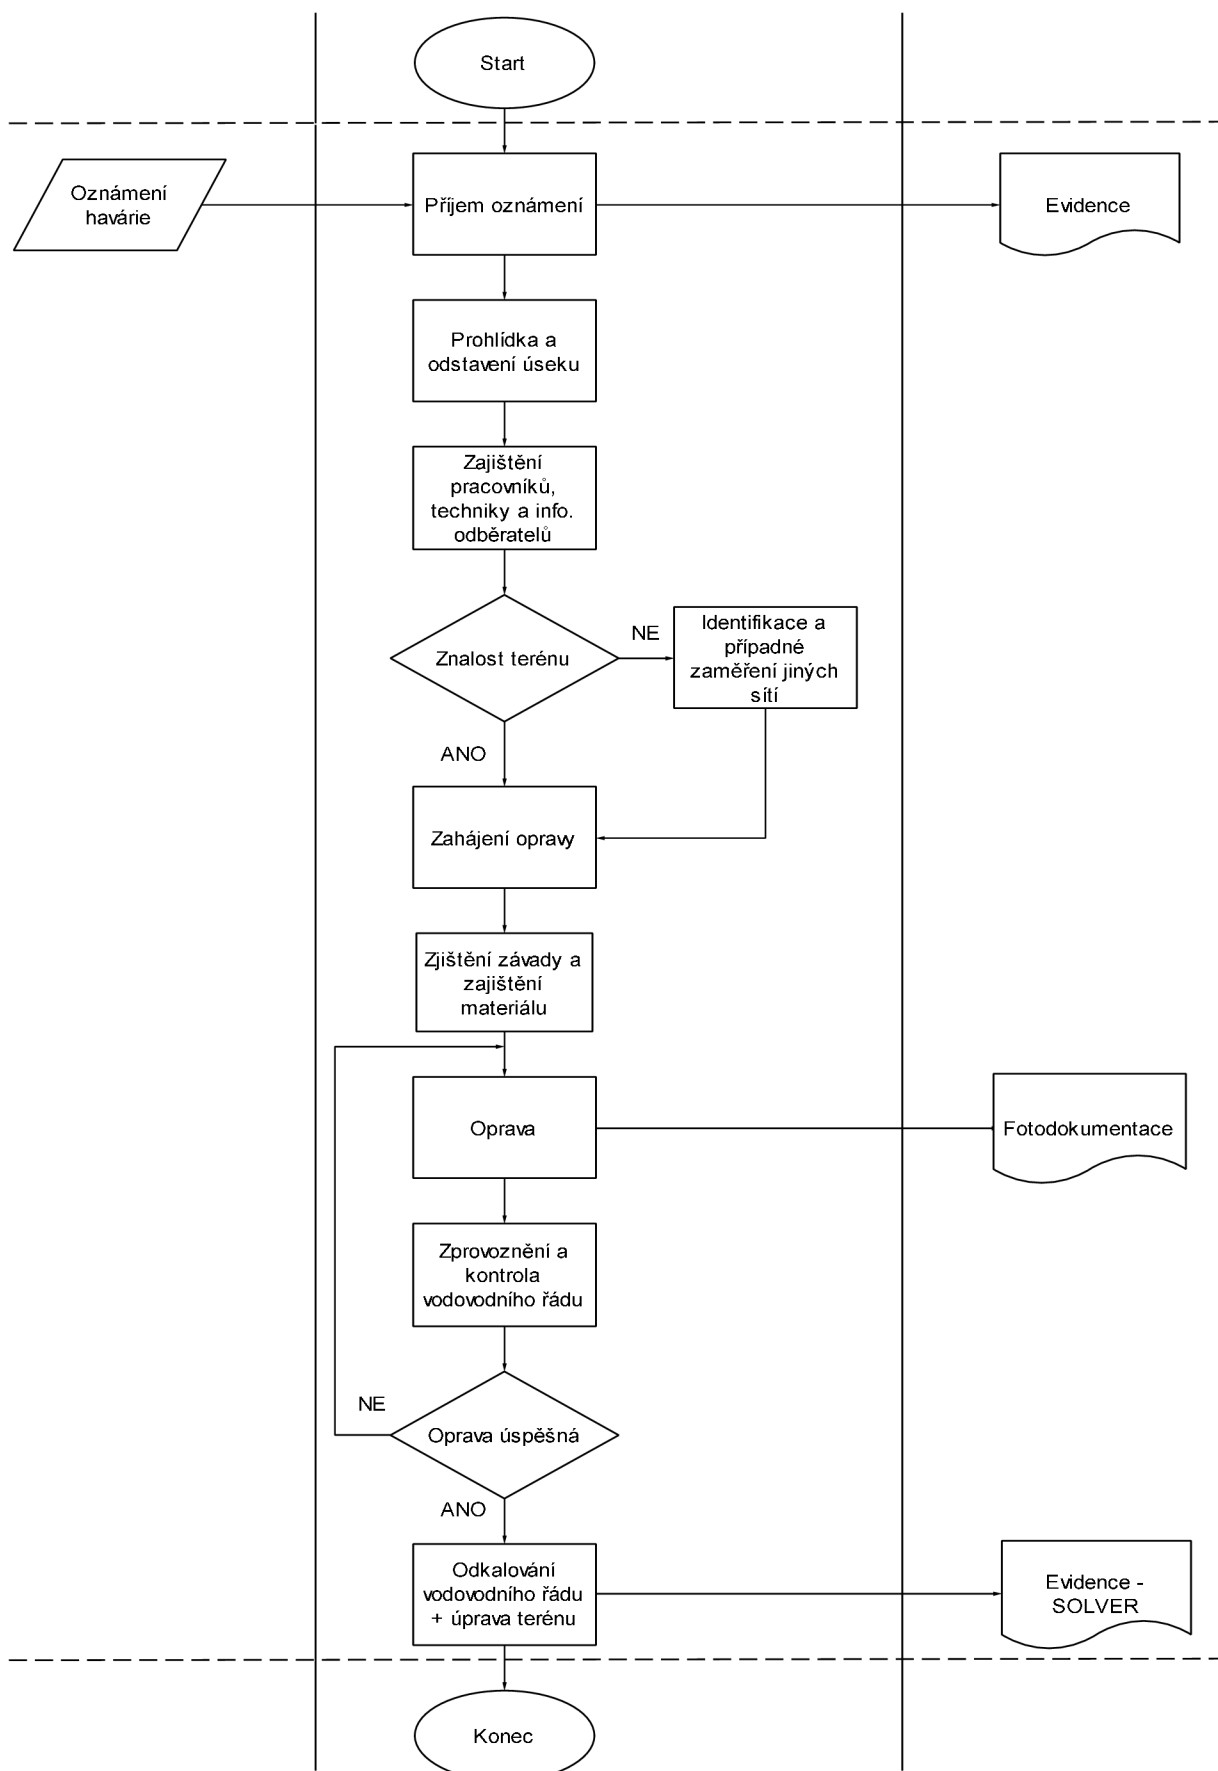 Start
Oznámení
havárie
Příjem oznámení
Evidence
Prohlídka a
odstavení úseku
Zajištění
pracovníků,
techniky a info.
odběratelů
Znalost terénu
NE
Identifikace a
případné
zaměření jiných
sítí
ANO
Zahájení opravy
Zjištění závady a
zajištění
materiálu
Oprava
Fotodokumentace
Zprovoznění a
kontrola
vodovodního řádu
NE
Oprava úspěšná
ANO
Odkalování
vodovodního řádu
+ úprava terénu
Evidence -
SOLVER
Konec